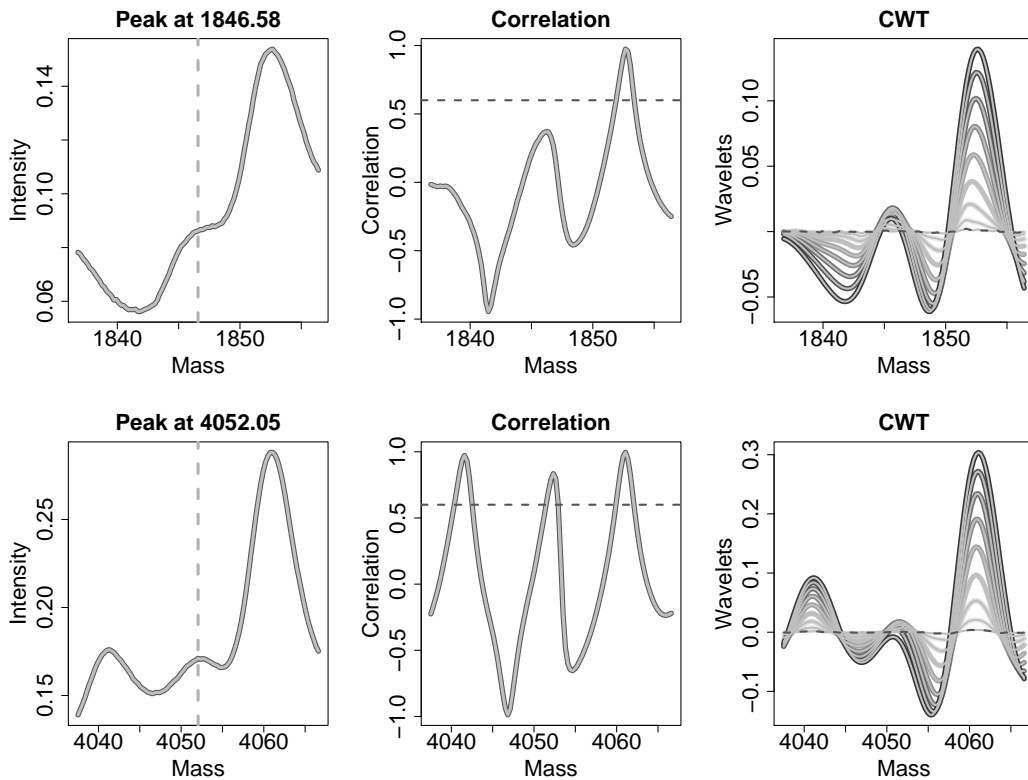 Peak at 1846.58
Intensity
0.06
0.10
0.14
1840
1850
Mass
Correlation
Correlation
−1.0
−0.5
0.0
0.5
1.0
1840
1850
Mass
CWT
Wavelets
−0.05
0.05
0.10
1840
1850
Mass
Peak at 4052.05
Intensity
0.15
0.20
0.25
4040
4050
4060
Mass
Correlation
Correlation
−1.0
−0.5
0.0
0.5
1.0
4040
4050
4060
Mass
CWT
Wavelets
−0.1
0.0
0.1
0.2
0.3
4040
4050
4060
Mass